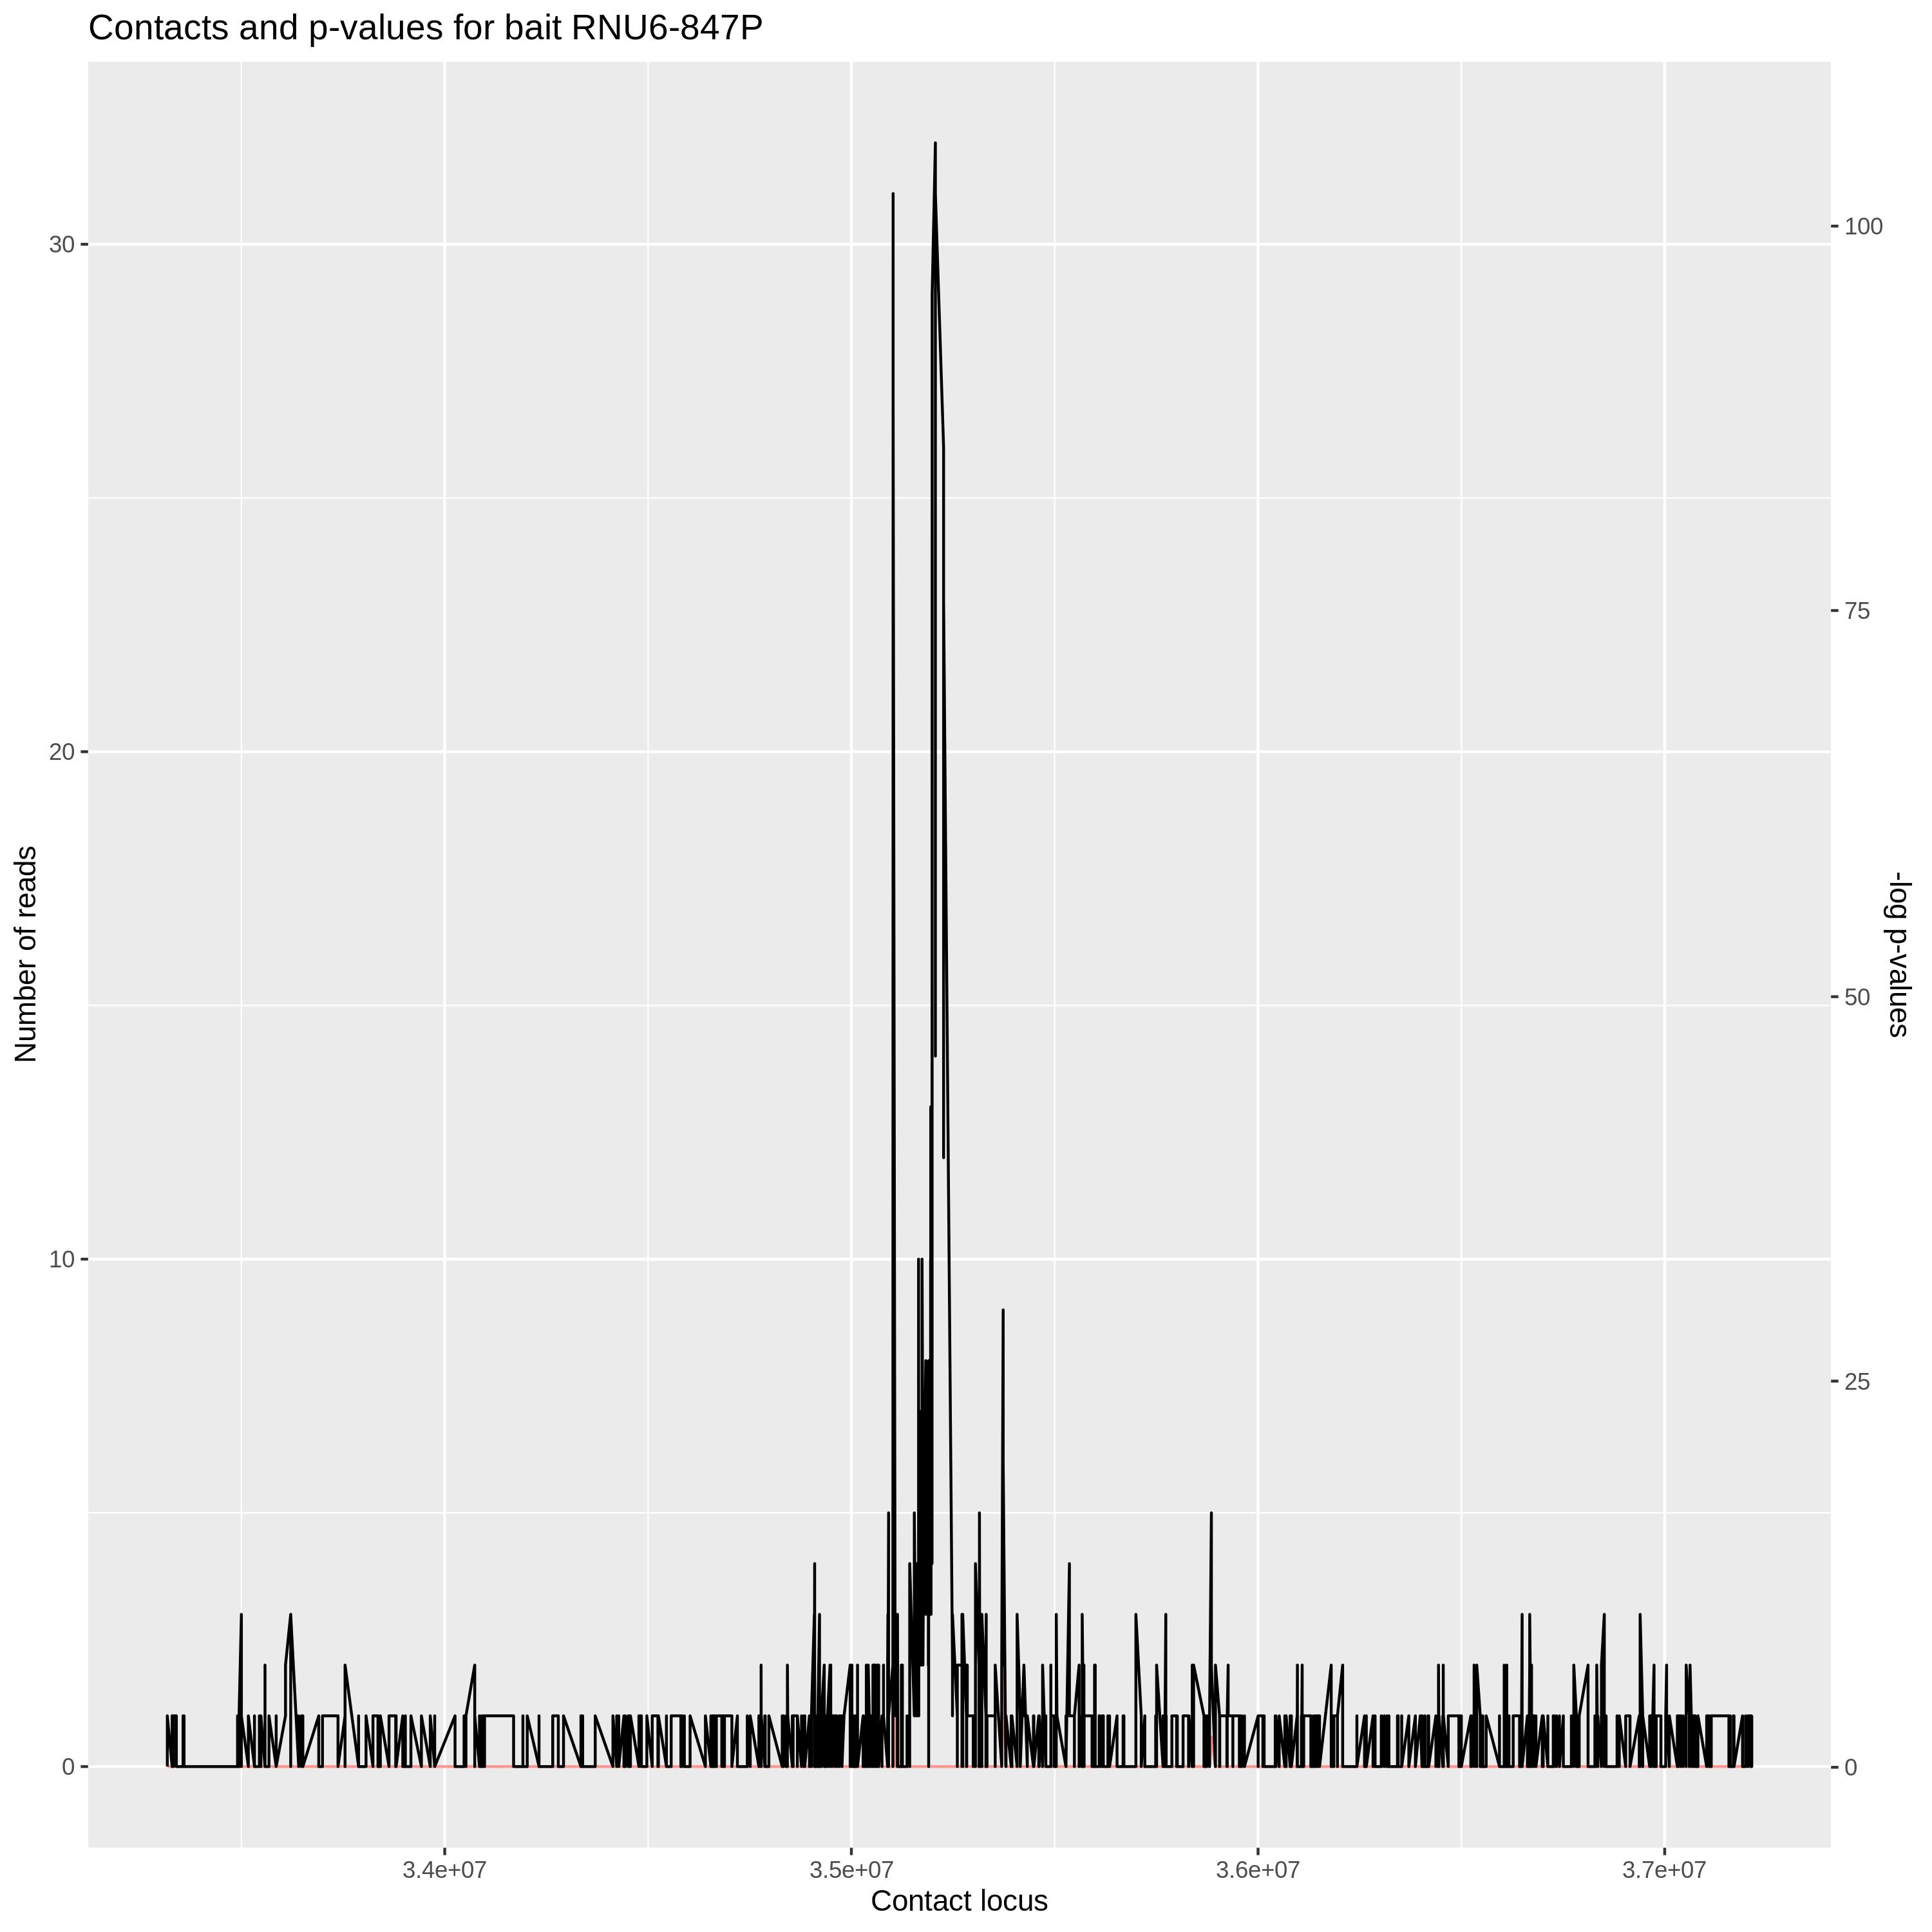 Contacts and p-values for bait RNU6-847P
30
20
10
0
100
75
50
25
0
Number of reads
-log p-values
3.4e+07
3.5e+07
3.6e+07
3.7e+07
Contact locus